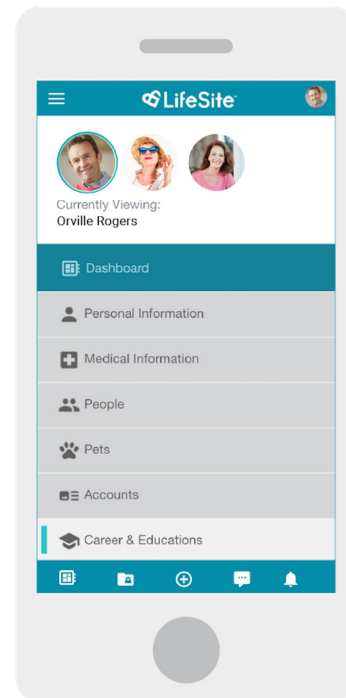 LifeSite
Currently Viewing:
Orville Rogers
Dashboard
Personal Information
Medical Information
People
Pets
Accounts
Career & Educations